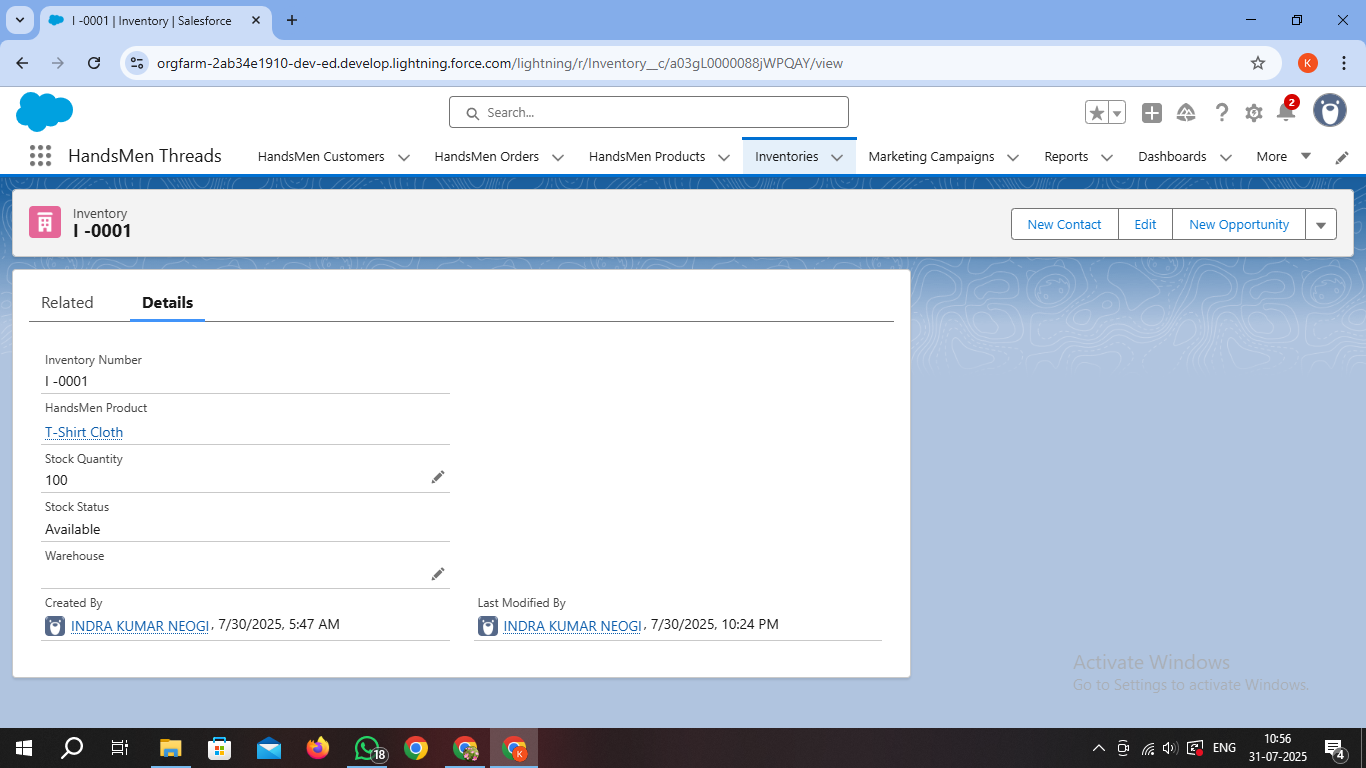 I -0001 | Inventory | Salesforce
orgfarm-2ab34e1910-dev-ed.develop.lightning.force.com/lightning/r/Inventory__c/a03gL0000088jWPQAY/view
K
Search...
2
HandsMen Threads
HandsMen Customers
HandsMen Orders
HandsMen Products
Inventories
Marketing Campaigns
Reports
Dashboards
More
Inventory
I -0001
New Contact
Edit
New Opportunity
Related
Details
Inventory Number
I -0001
HandsMen Product
T-Shirt Cloth
Stock Quantity
100
Stock Status
Available
Warehouse
Created By
INDRA KUMAR NEOGI, 7/30/2025, 5:47 AM
Last Modified By
INDRA KUMAR NEOGI, 7/30/2025, 10:24 PM
Activate Windows
Go to Settings to activate Windows.
18
K
ENG
10:56
31-07-2025
4